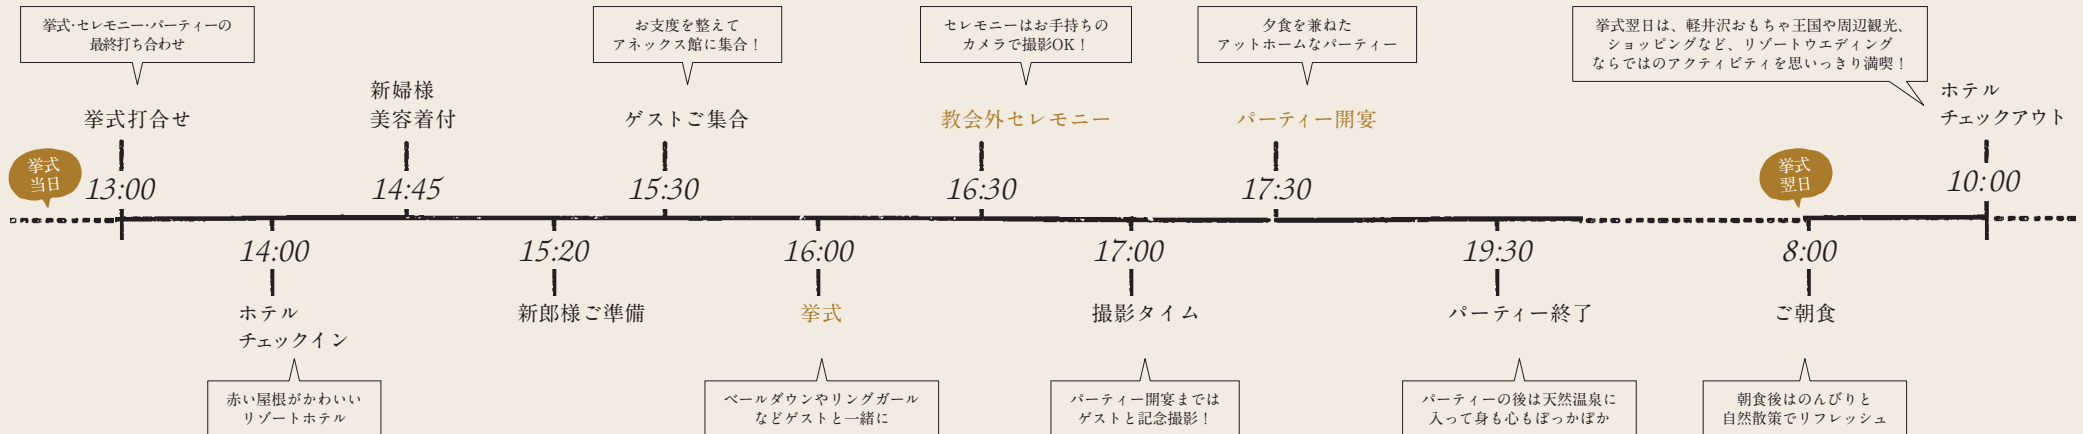 挙式･セレモニー･パーティーの
最終打ち合わせ
挙式打合せ
挙式
当日
13:00
14:00
ホテル
チェックイン
赤い屋根がかわいい
リゾートホテル
新婦様
美容着付
14:45
15:20
新郎様ご準備
お支度を整えて
アネックス館に集合！
ゲストご集合
15:30
16:00
挙式
ベールダウンやリングガール
などゲストと一緒に
セレモニーはお手持ちの
カメラで撮影OK！
教会外セレモニー
16:30
17:00
撮影タイム
パーティー開宴までは
ゲストと記念撮影！
夕食を兼ねた
アットホームなパーティー
パーティー開宴
17:30
19:30
パーティー終了
パーティーの後は天然温泉に
入って身も心もぽっかぽか
挙式
翌日
8:00
ご朝食
朝食後はのんびりと
自然散策でリフレッシュ
挙式翌日は、軽井沢おもちゃ王国や周辺観光、
ショッピングなど、リゾートウエディング
ならではのアクティビティを思いっきり満喫！
ホテル
チェックアウト
10:00